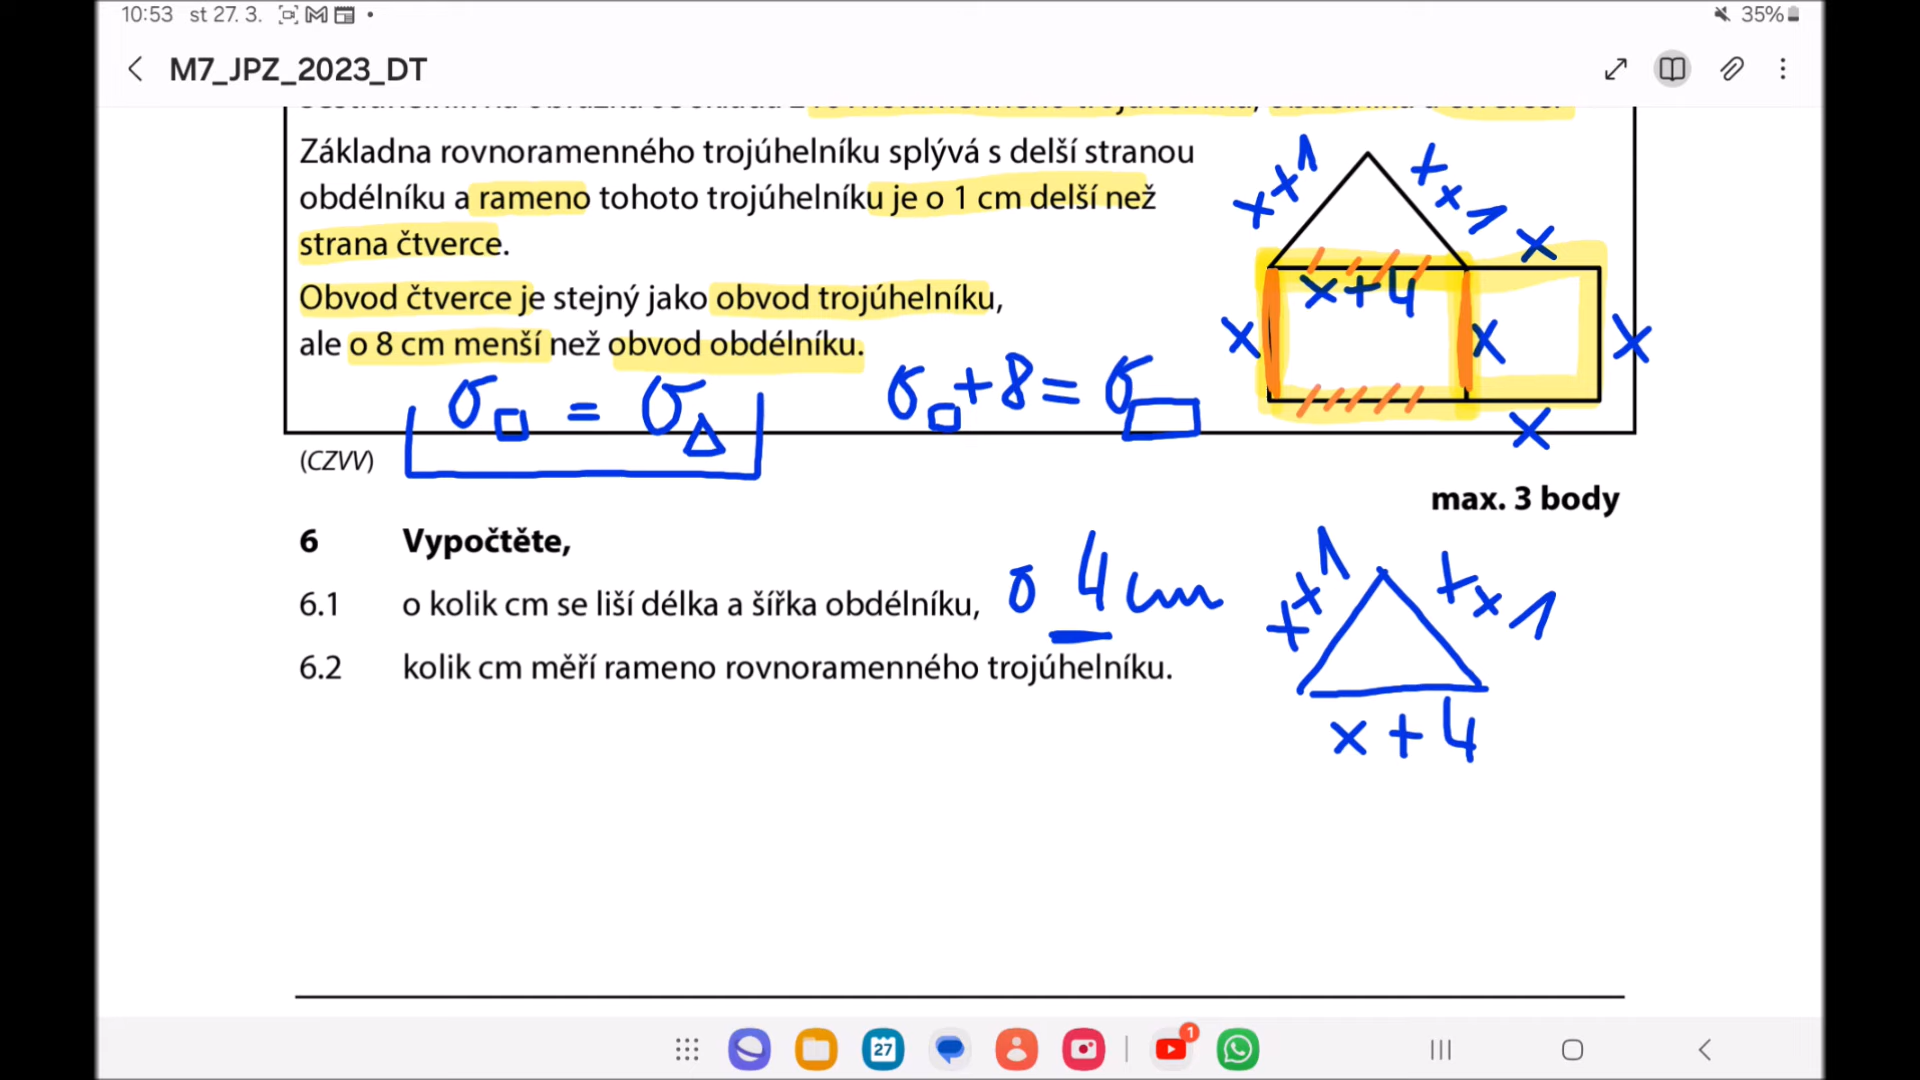 10:53 st 27. 3.
35%
M7_JPZ_2023_DT
Základna rovnoramenného trojúhelníku splývá s delší stranou
obdélníku a rameno tohoto trojúhelníku je o 1 cm delší než
strana čtverce.
Obvod čtverce je stejný jako obvod trojúhelníku,
ale o 8 cm menší než obvod obdélníku.
x+1
x+1
x
x+4
x
x
x
x
σ□ = σ△
σ□+8= σ▭
(CZVV)
max. 3 body
6 Vypočtěte,
6.1 o kolik cm se liší délka a šířka obdélníku, o 4 cm
6.2 kolik cm měří rameno rovnoramenného trojúhelníku.
x+1
x+1
x+4
27
1